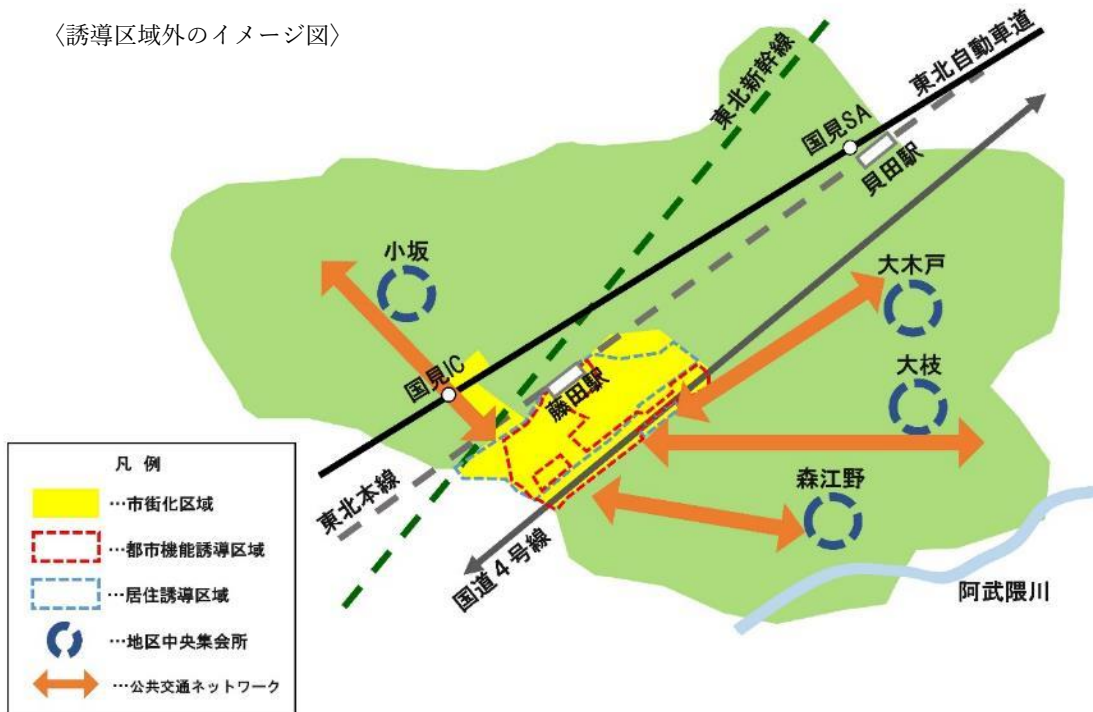 〈誘導区域外のイメージ図〉
東北新幹線
東北自動車道
国見SA
貝田駅
小坂
大木戸
国見IC
藤田駅
大枝
東北本線
国道4号線
森江野
阿武隈川
凡 例
…市街化区域
…都市機能誘導区域
…居住誘導区域
…地区中央集会所
…公共交通ネットワーク